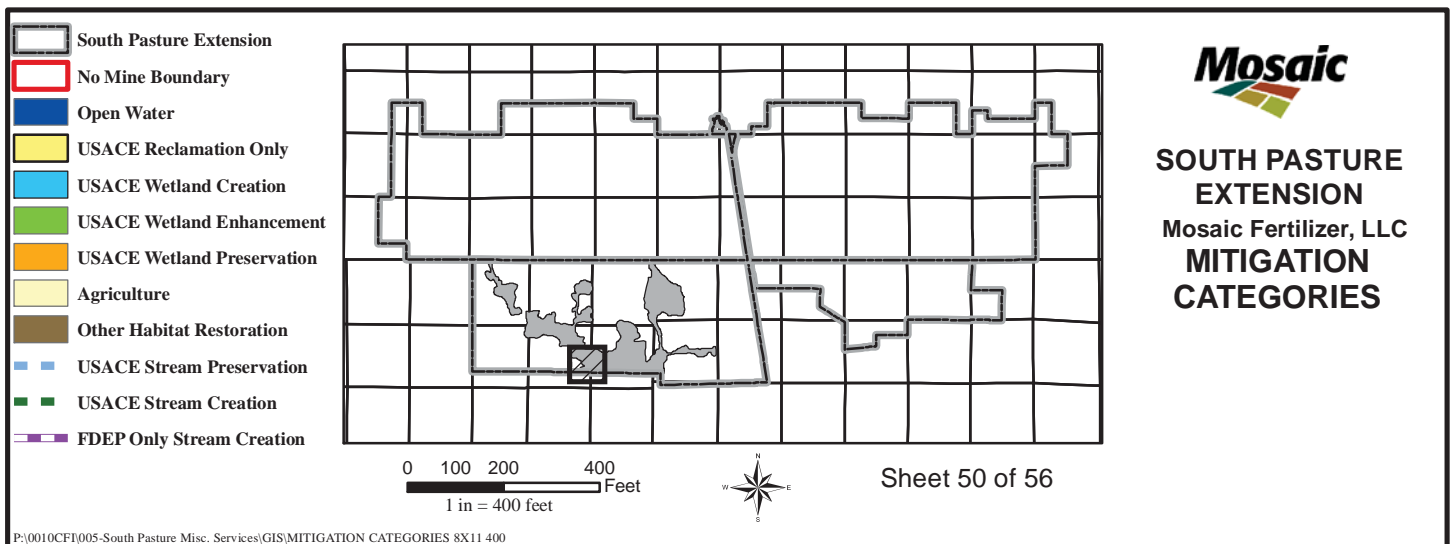 South Pasture Extension
No Mine Boundary
Open Water
USACE Reclamation Only
USACE Wetland Creation
USACE Wetland Enhancement
USACE Wetland Preservation
Agriculture
Other Habitat Restoration
USACE Stream Preservation
USACE Stream Creation
FDEP Only Stream Creation
Mosaic
SOUTH PASTURE
EXTENSION
Mosaic Fertilizer, LLC
MITIGATION
CATEGORIES
0 100 200 400
Feet
1 in = 400 feet
N
W E
S
Sheet 50 of 56
P:\0010CFI\005-South Pasture Misc. Services\GIS\MITIGATION CATEGORIES 8X11 400